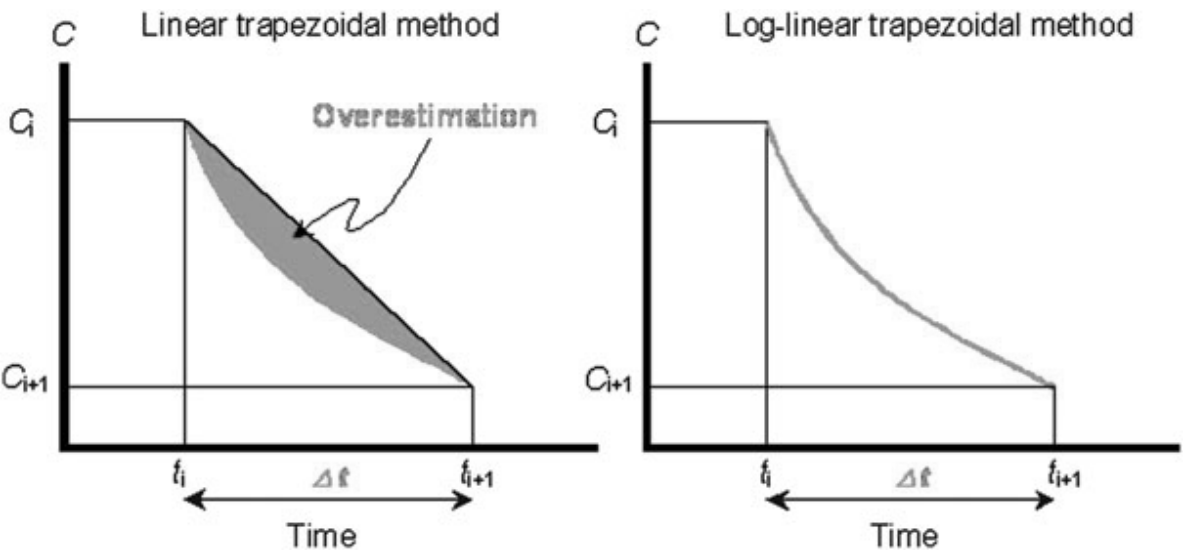 Linear trapezoidal method
C
Overestimation
Ci
Ci+1
ti
Δt
ti+1
Time
Log-linear trapezoidal method
C
Ci
Ci+1
ti
Δt
ti+1
Time